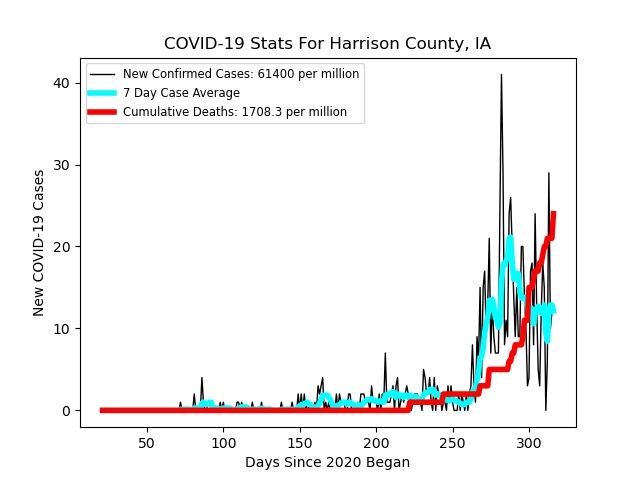 COVID-19 Stats For Harrison County, IA
New Confirmed Cases: 61400 per million
7 Day Case Average
Cumulative Deaths: 1708.3 per million
New COVID-19 Cases
40
30
20
10
0
50 100 150 200 250 300
Days Since 2020 Began